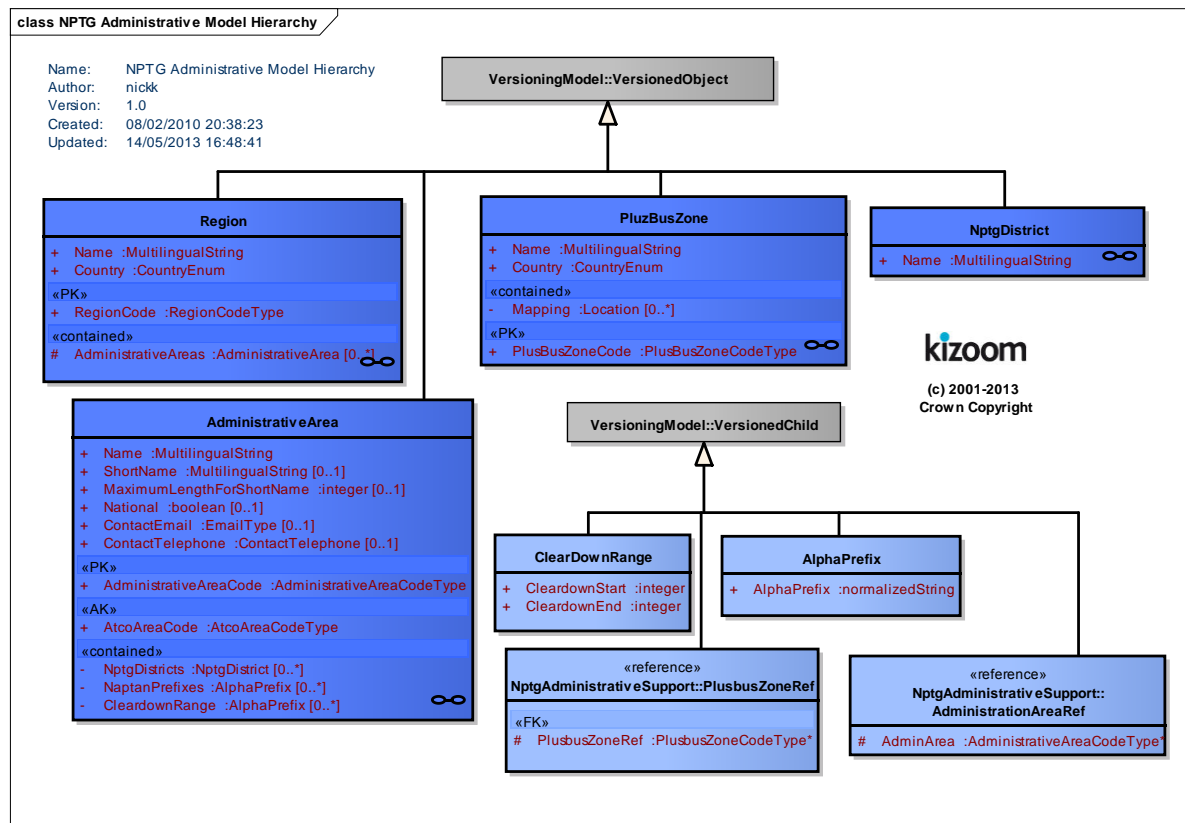 class NPTG Administrative Model Hierarchy
Name: NPTG Administrative Model Hierarchy
Author: nickk
Version: 1.0
Created: 08/02/2010 20:38:23
Updated: 14/05/2013 16:48:41
VersioningModel::VersionedObject
Region
+ Name :MultilingualString
+ Country :CountryEnum
«PK»
+ RegionCode :RegionCodeType
«contained»
# AdministrativeAreas :AdministrativeArea [0..*]
PluzBusZone
+ Name :MultilingualString
+ Country :CountryEnum
«contained»
- Mapping :Location [0..*]
«PK»
+ PlusBusZoneCode :PlusBusZoneCodeType
NptgDistrict
+ Name :MultilingualString
kizoom
(c) 2001-2013
Crown Copyright
AdministrativeArea
+ Name :MultilingualString
+ ShortName :MultilingualString [0..1]
+ MaximumLengthForShortName :integer [0..1]
+ National :boolean [0..1]
+ ContactEmail :EmailType [0..1]
+ ContactTelephone :ContactTelephone [0..1]
«PK»
+ AdministrativeAreaCode :AdministrativeAreaCodeType
«AK»
+ AtcoAreaCode :AtcoAreaCodeType
«contained»
- NptgDistricts :NptgDistrict [0..*]
- NaptanPrefixes :AlphaPrefix [0..*]
- CleardownRange :AlphaPrefix [0..*]
VersioningModel::VersionedChild
ClearDownRange
+ CleardownStart :integer
+ CleardownEnd :integer
AlphaPrefix
+ AlphaPrefix :normalizedString
«reference»
NptgAdministrativeSupport::PlusbusZoneRef
«FK»
# PlusbusZoneRef :PlusbusZoneCodeType*
«reference»
NptgAdministrativeSupport::
AdministrationAreaRef
# AdminArea :AdministrativeAreaCodeType*